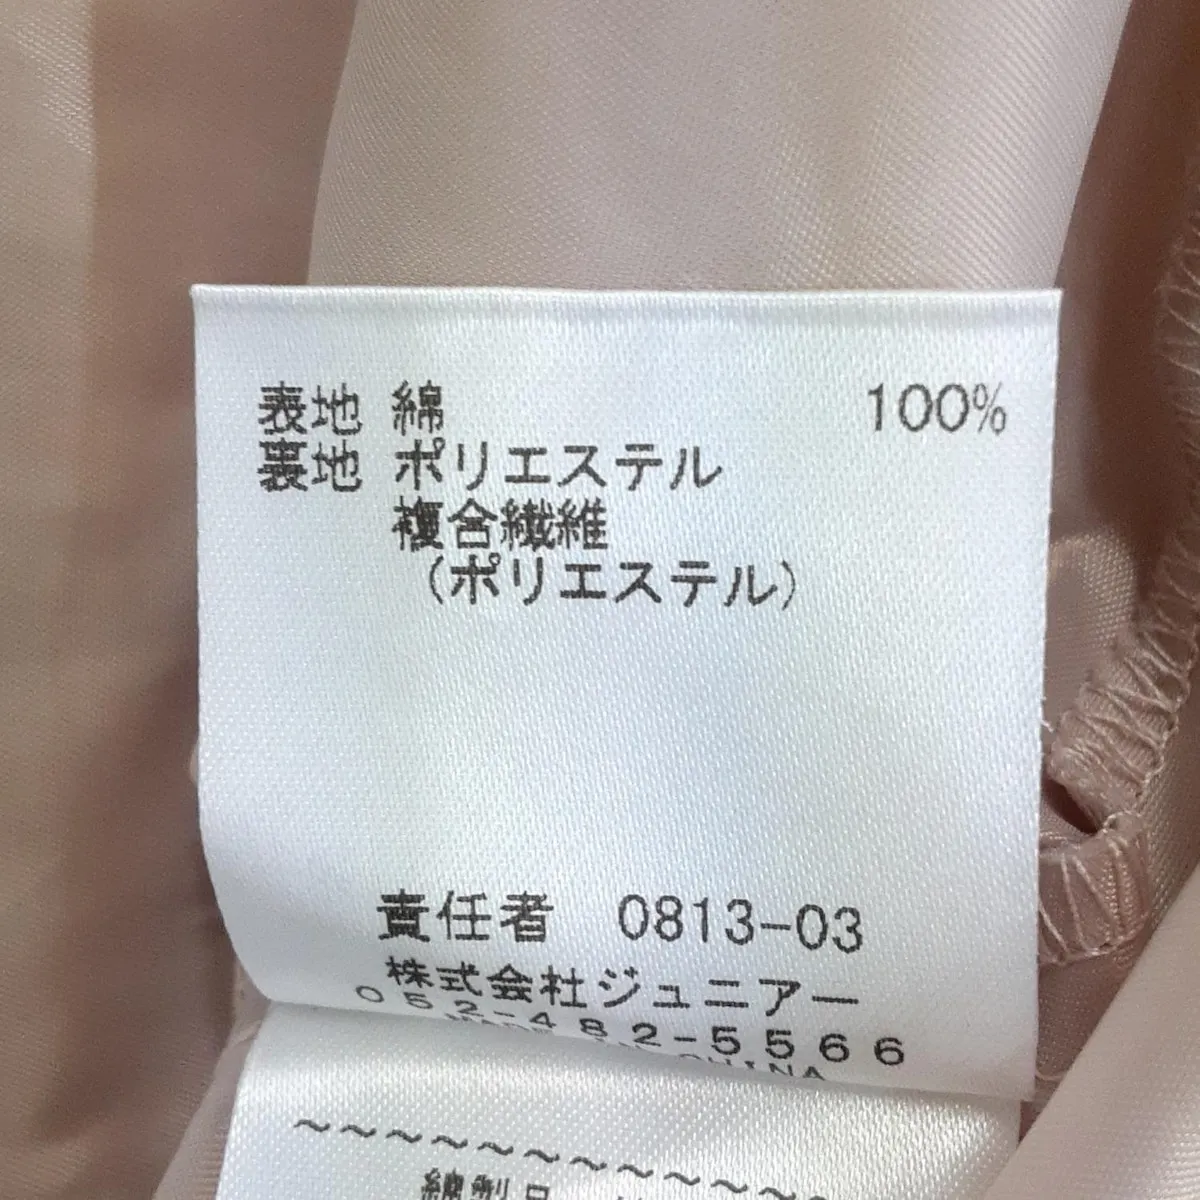 表地 綿 100%
裏地 ポリエステル
複合繊維
(ポリエステル)
責任者 0813-03
株式会社ジュニアー
052-482-5566
CHINA
~~~~~~~~~~~~~~